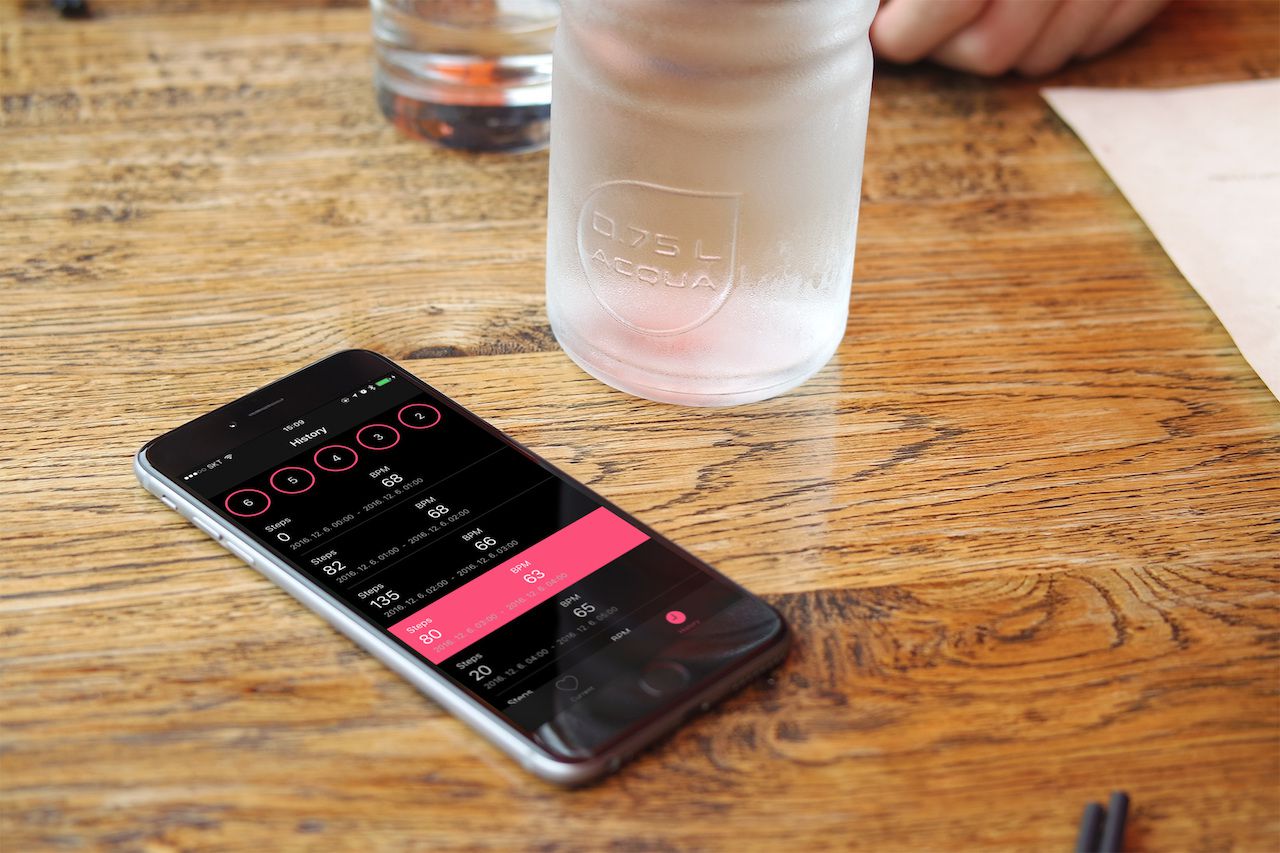 0.75 L
ACQUA
SKT 15:09
History
6 5 4 3 2
Steps BPM
0 68
2016. 12. 6. 00:00 - 2016. 12. 6. 01:00
Steps BPM
82 68
2016. 12. 6. 01:00 - 2016. 12. 6. 02:00
Steps BPM
135 66
2016. 12. 6. 02:00 - 2016. 12. 6. 03:00
Steps BPM
80 63
2016. 12. 6. 03:00 - 2016. 12. 6. 04:00
Steps BPM
20 65
2016. 12. 6. 04:00 - 2016. 12. 6. 05:00
Steps BPM
Current History